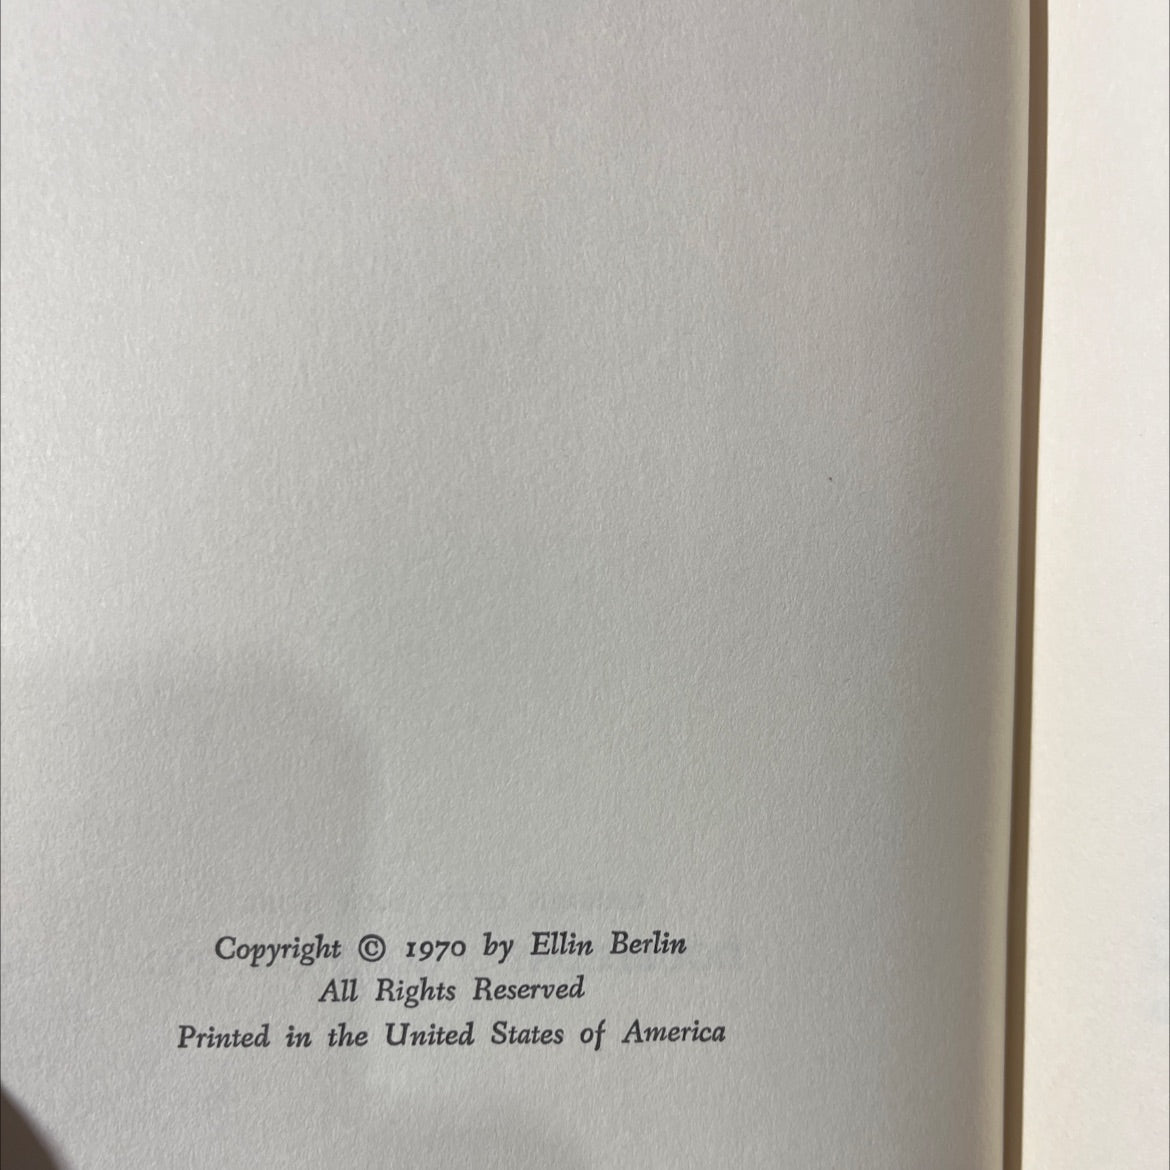 Copyright © 1970 by Ellin Berlin
All Rights Reserved
Printed in the United States of America